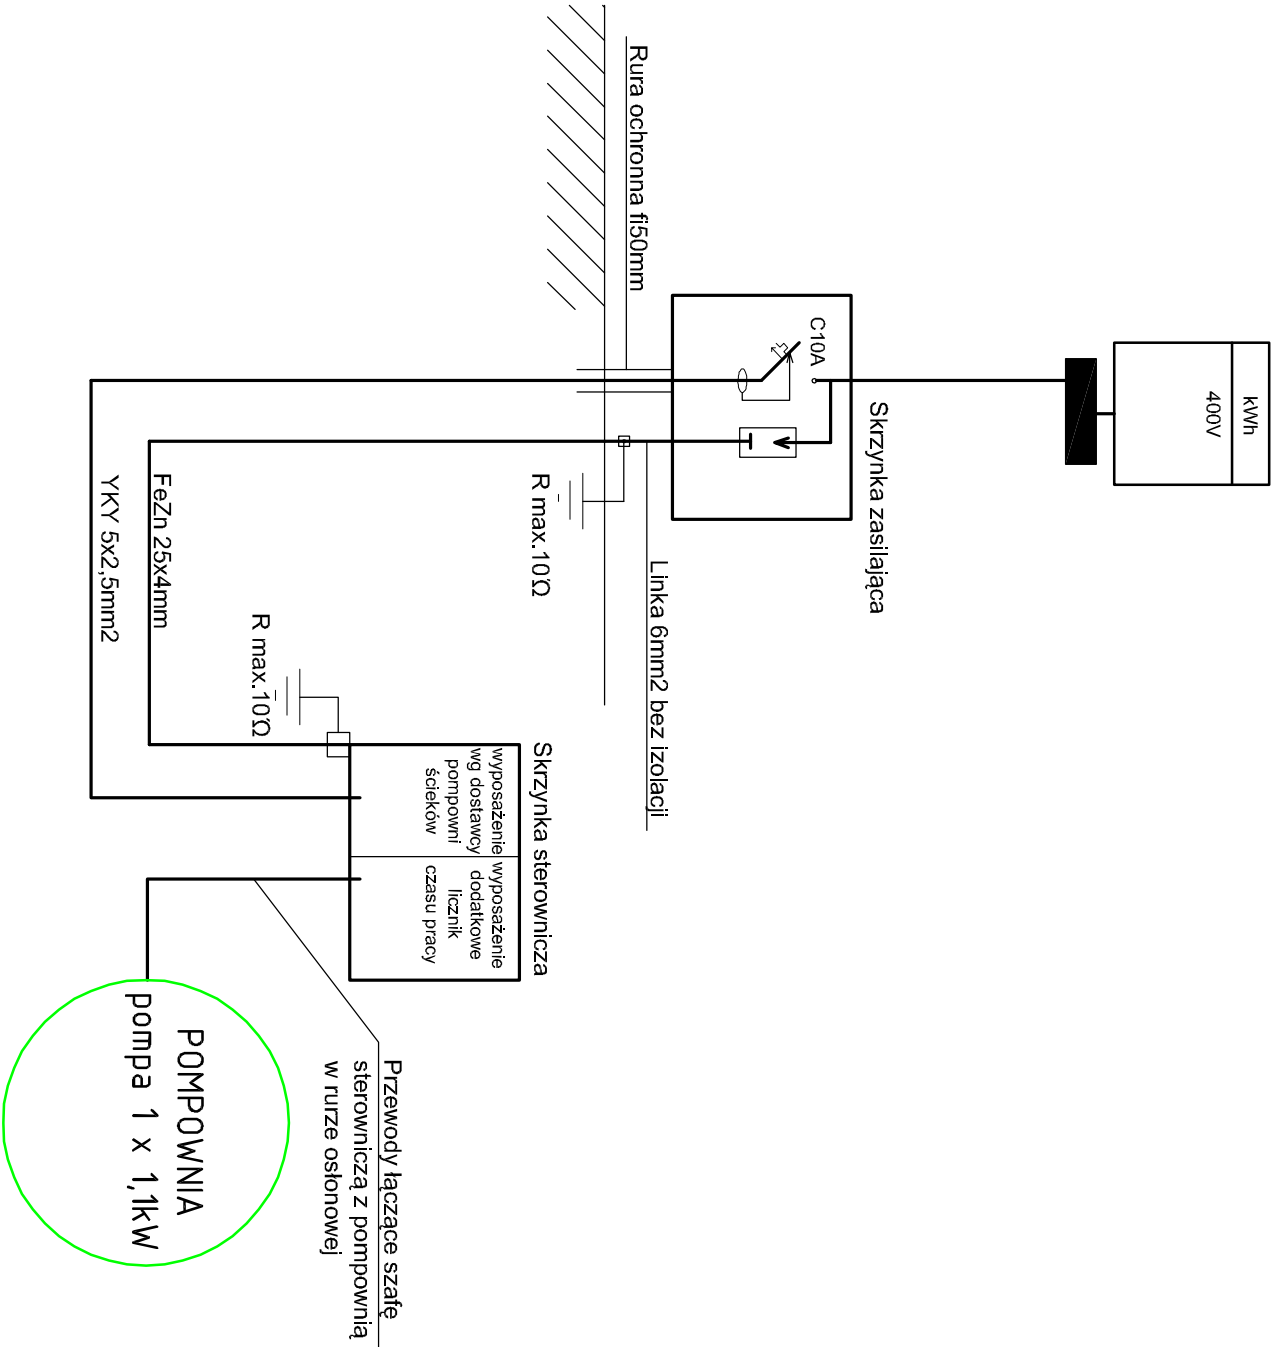 kWh
400V
Skrzynka zasilająca
C10A
Rura ochronna fi50mm
Linka 6mm2 bez izolacji
R max.10Ω
Skrzynka sterownicza
wyposażenie
wg dostawcy
pompowni
ścieków
wyposażenie
dodatkowe
licznik
czasu pracy
R max.10Ω
FeZn 25x4mm
YKY 5x2,5mm2
Przewody łączące szafę
sterowniczą z pompownią
w rurze osłonowej
POMPOWNIA
pompa 1 x 1,1kW